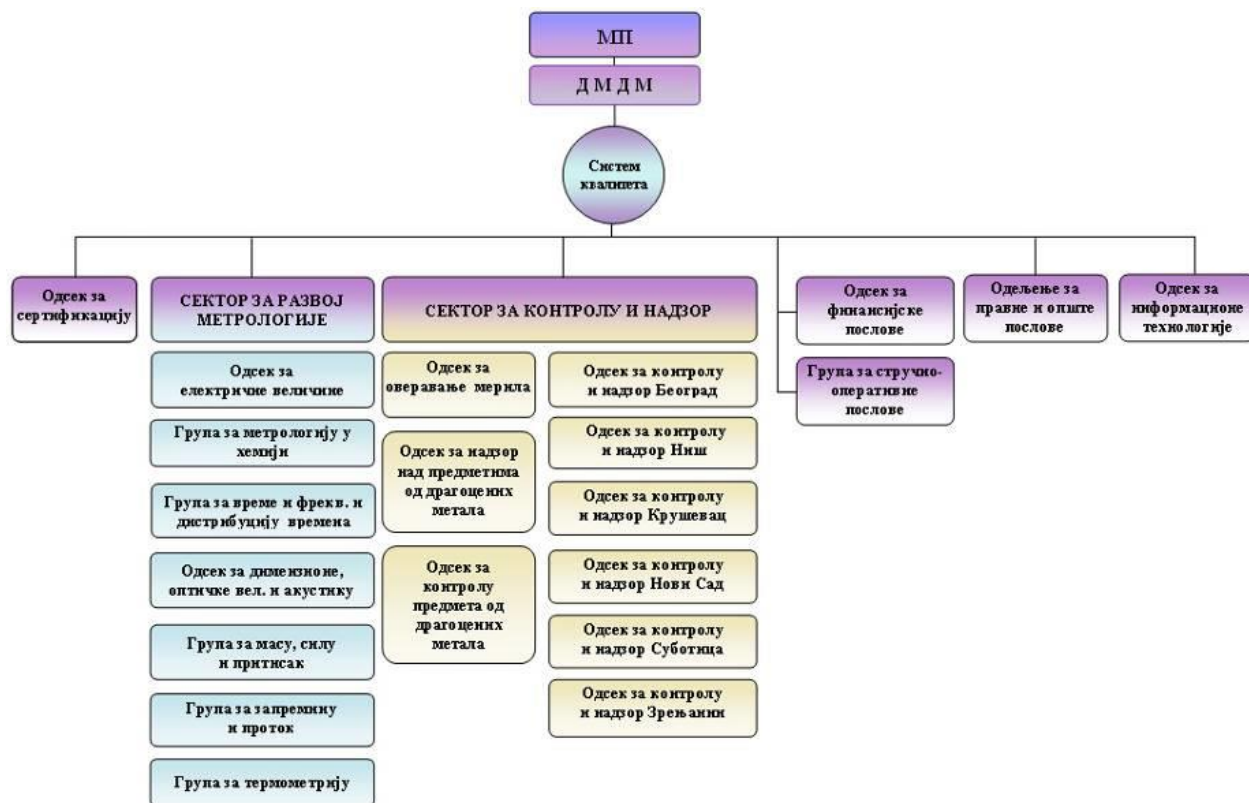 МП
Д М Д М
Систем
квалитета
Одсек за
сертификацију
СЕКТОР ЗА РАЗВОЈ
МЕТРОЛОГИЈЕ
СЕКТОР ЗА КОНТРОЛУ И НАДЗОР
Одсек за
финансијске
послове
Одељење за
правне и опште
послове
Одсек за
информационе
технологије
Група за стручно-
оперативне
послове
Одсек за
електричне величине
Група за метрологију у
хемији
Група за време и фрекв. и
дистрибуцију времена
Одсек за димензионе,
оптичке вел. и акустику
Група за масу, силу
и притисак
Група за запремину
и проток
Група за термометрију
Одсек за
оверавање мерила
Одсек за надзор
над предметима
од драгоцених
метала
Одсек за
контролу
предмета од
драгоцених
метала
Одсек за контролу
и надзор Београд
Одсек за контролу
и надзор Ниш
Одсек за контролу
и надзор Крушевац
Одсек за контролу
и надзор Нови Сад
Одсек за контролу
и надзор Суботица
Одсек за контролу
и надзор Зрењанин